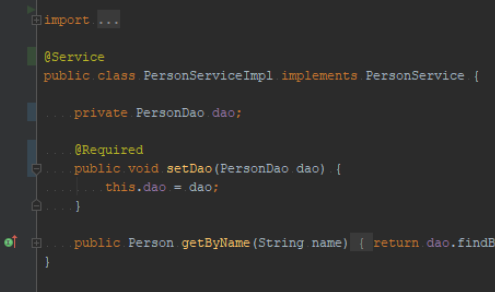 import ...
@Service
public class PersonServiceImpl implements PersonService {
private PersonDao dao;
@Required
public void setDao(PersonDao dao) {
this.dao = dao;
}
public Person getByName(String name) { return dao.findB
}